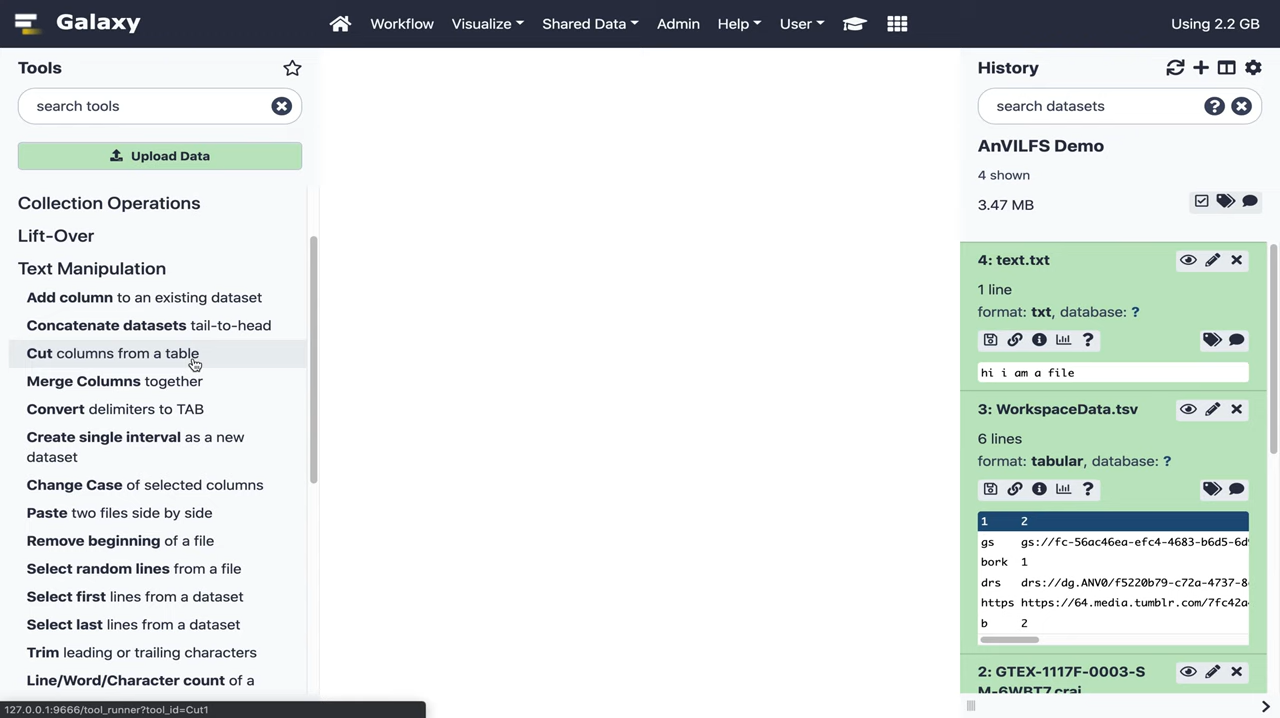 Galaxy
Workflow
Visualize
Shared Data
Admin
Help
User
Using 2.2 GB
Tools
search tools
Upload Data
Collection Operations
Lift-Over
Text Manipulation
Add column to an existing dataset
Concatenate datasets tail-to-head
Cut columns from a table
Merge Columns together
Convert delimiters to TAB
Create single interval as a new
dataset
Change Case of selected columns
Paste two files side by side
Remove beginning of a file
Select random lines from a file
Select first lines from a dataset
Select last lines from a dataset
Trim leading or trailing characters
Line/Word/Character count of a
127.0.0.1:9666/tool_runner?tool_id=Cut1
History
search datasets
AnVILFS Demo
4 shown
3.47 MB
4: text.txt
1 line
format: txt, database: ?
hi i am a file
3: WorkspaceData.tsv
6 lines
format: tabular, database: ?
1 2
gs gs://fc-56ac46ea-efc4-4683-b6d5-6d
bork 1
drs drs://dg.ANV0/f5220b79-c72a-4737-8
https https://64.media.tumblr.com/7fc42a
b 2
2: GTEX-1117F-0003-S
M-6WBT7.crai